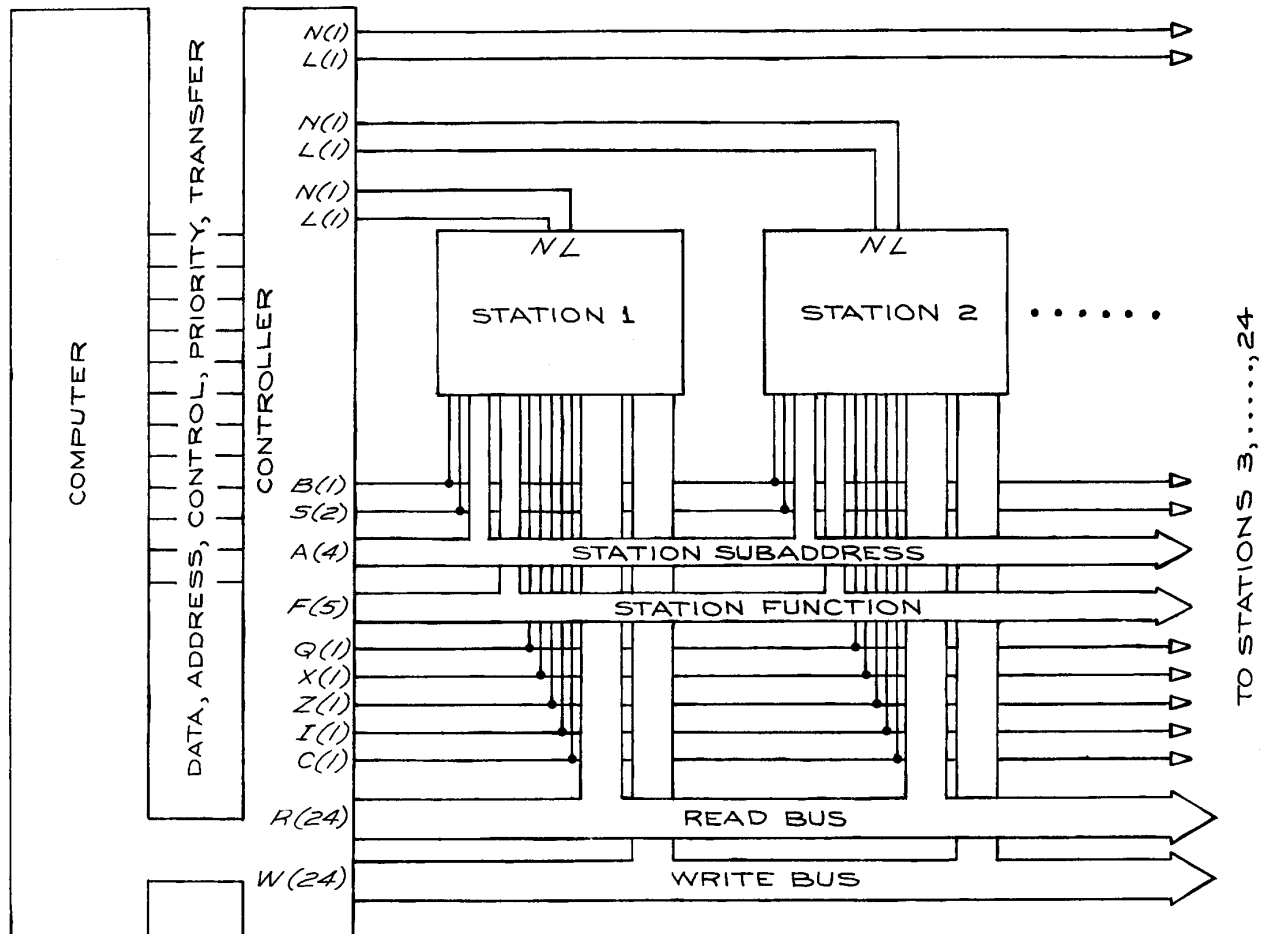 COMPUTER
DATA, ADDRESS, CONTROL, PRIORITY, TRANSFER
CONTROLLER
N(1)
L(1)
N(1)
L(1)
N(1)
L(1)
N L
STATION 1
N L
STATION 2
......
TO STATIONS 3,......,24
B(1)
S(2)
A(4)
STATION SUBADDRESS
F(5)
STATION FUNCTION
Q(1)
X(1)
Z(1)
I(1)
C(1)
R(24)
READ BUS
W(24)
WRITE BUS